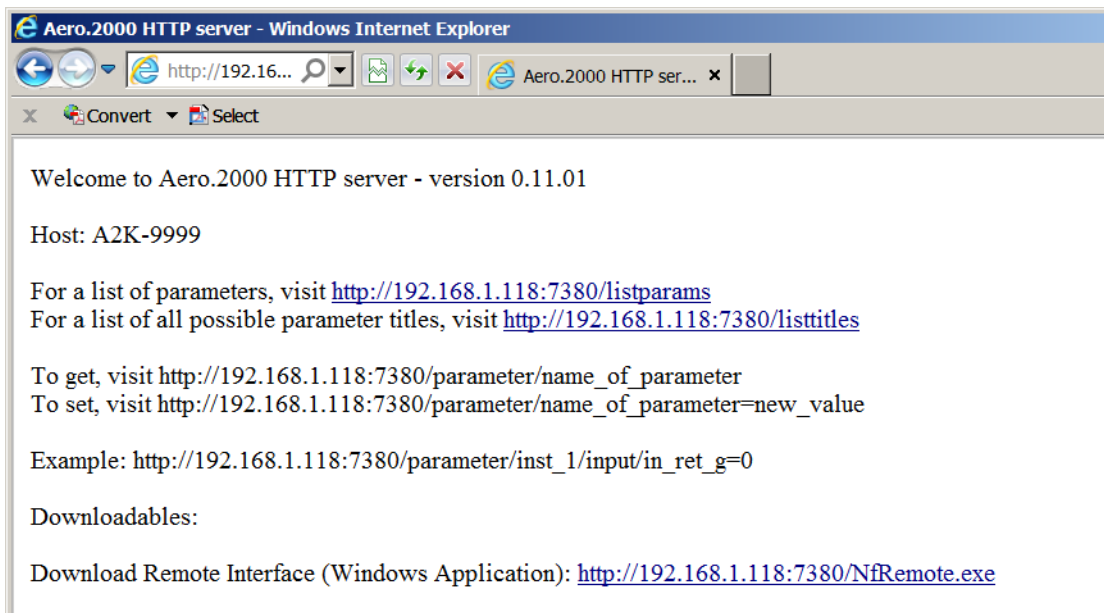 Aero.2000 HTTP server - Windows Internet Explorer
http://192.16...
Aero.2000 HTTP ser...
x Convert Select
Welcome to Aero.2000 HTTP server - version 0.11.01
Host: A2K-9999
For a list of parameters, visit http://192.168.1.118:7380/listparams
For a list of all possible parameter titles, visit http://192.168.1.118:7380/listtitles
To get, visit http://192.168.1.118:7380/parameter/name_of_parameter
To set, visit http://192.168.1.118:7380/parameter/name_of_parameter=new_value
Example: http://192.168.1.118:7380/parameter/inst_1/input/in_ret_g=0
Downloadables:
Download Remote Interface (Windows Application): http://192.168.1.118:7380/NfRemote.exe